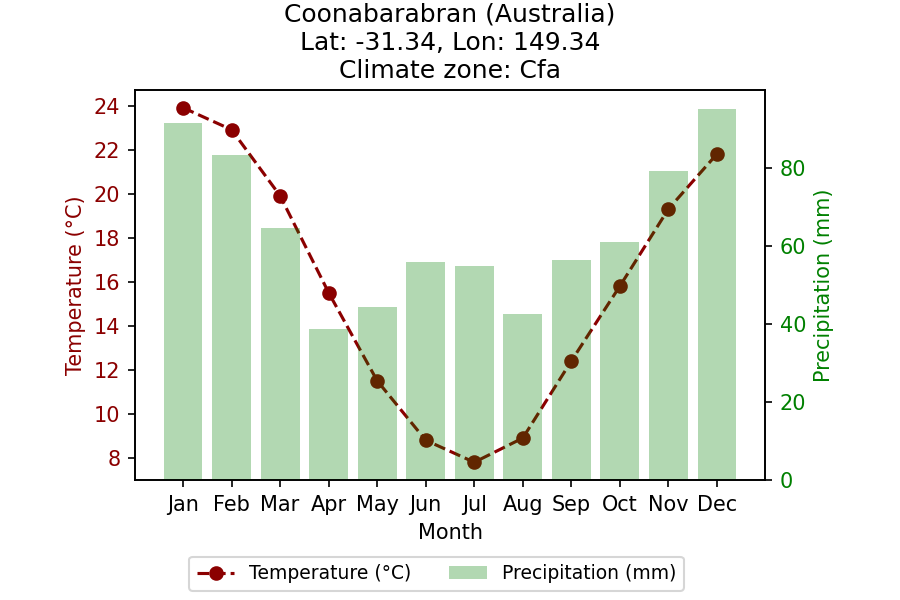 Coonabarabran (Australia)
Lat: -31.34, Lon: 149.34
Climate zone: Cfa
24
22
20
18
16
14
12
10
8
Temperature (°C)
80
60
40
20
0
Precipitation (mm)
Jan Feb Mar Apr May Jun Jul Aug Sep Oct Nov Dec
Month
Temperature (°C) Precipitation (mm)